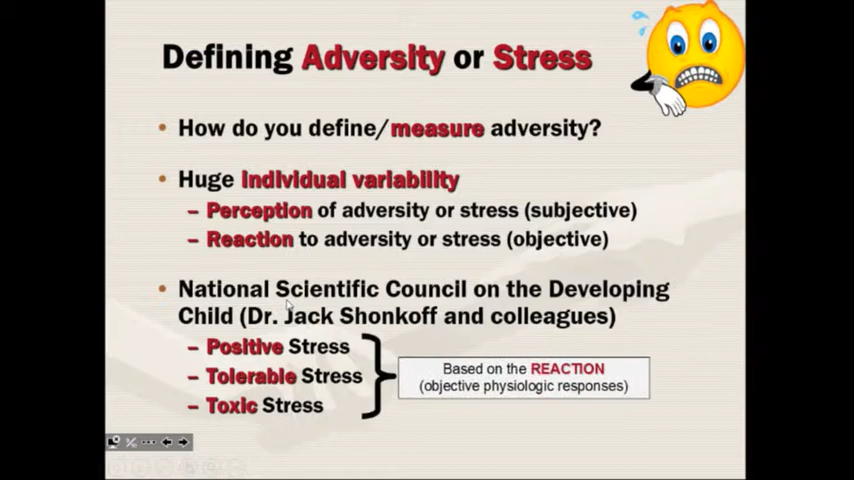 Defining Adversity or Stress
• How do you define/measure adversity?
• Huge individual variability
– Perception of adversity or stress (subjective)
– Reaction to adversity or stress (objective)
• National Scientific Council on the Developing
Child (Dr. Jack Shonkoff and colleagues)
– Positive Stress
– Tolerable Stress
– Toxic Stress
Based on the REACTION
(objective physiologic responses)